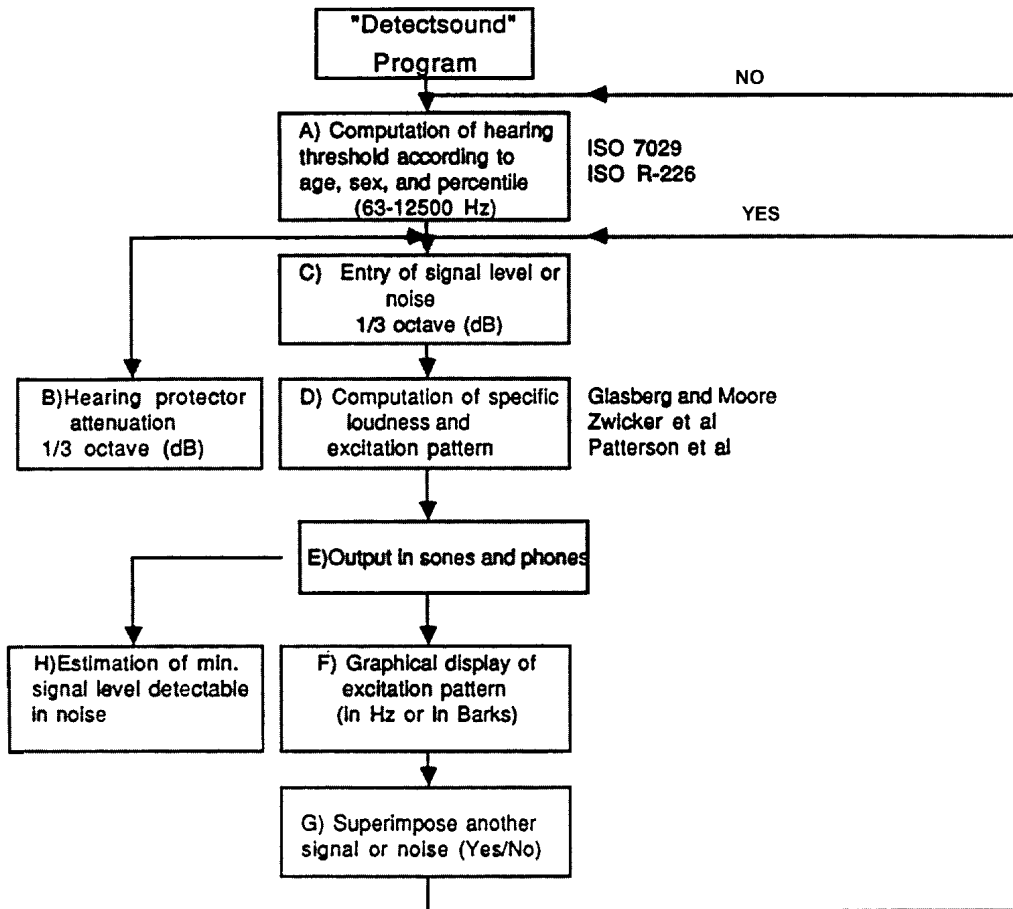 "Detectsound"
Program
NO
A) Computation of hearing
threshold according to
age, sex, and percentile
(63-12500 Hz)
ISO 7029
ISO R-226
YES
C) Entry of signal level or
noise
1/3 octave (dB)
B)Hearing protector
attenuation
1/3 octave (dB)
D) Computation of specific
loudness and
excitation pattern
Glasberg and Moore
Zwicker et al
Patterson et al
E)Output in sones and phones
H)Estimation of min.
signal level detectable
in noise
F) Graphical display of
excitation pattern
(in Hz or in Barks)
G) Superimpose another
signal or noise (Yes/No)